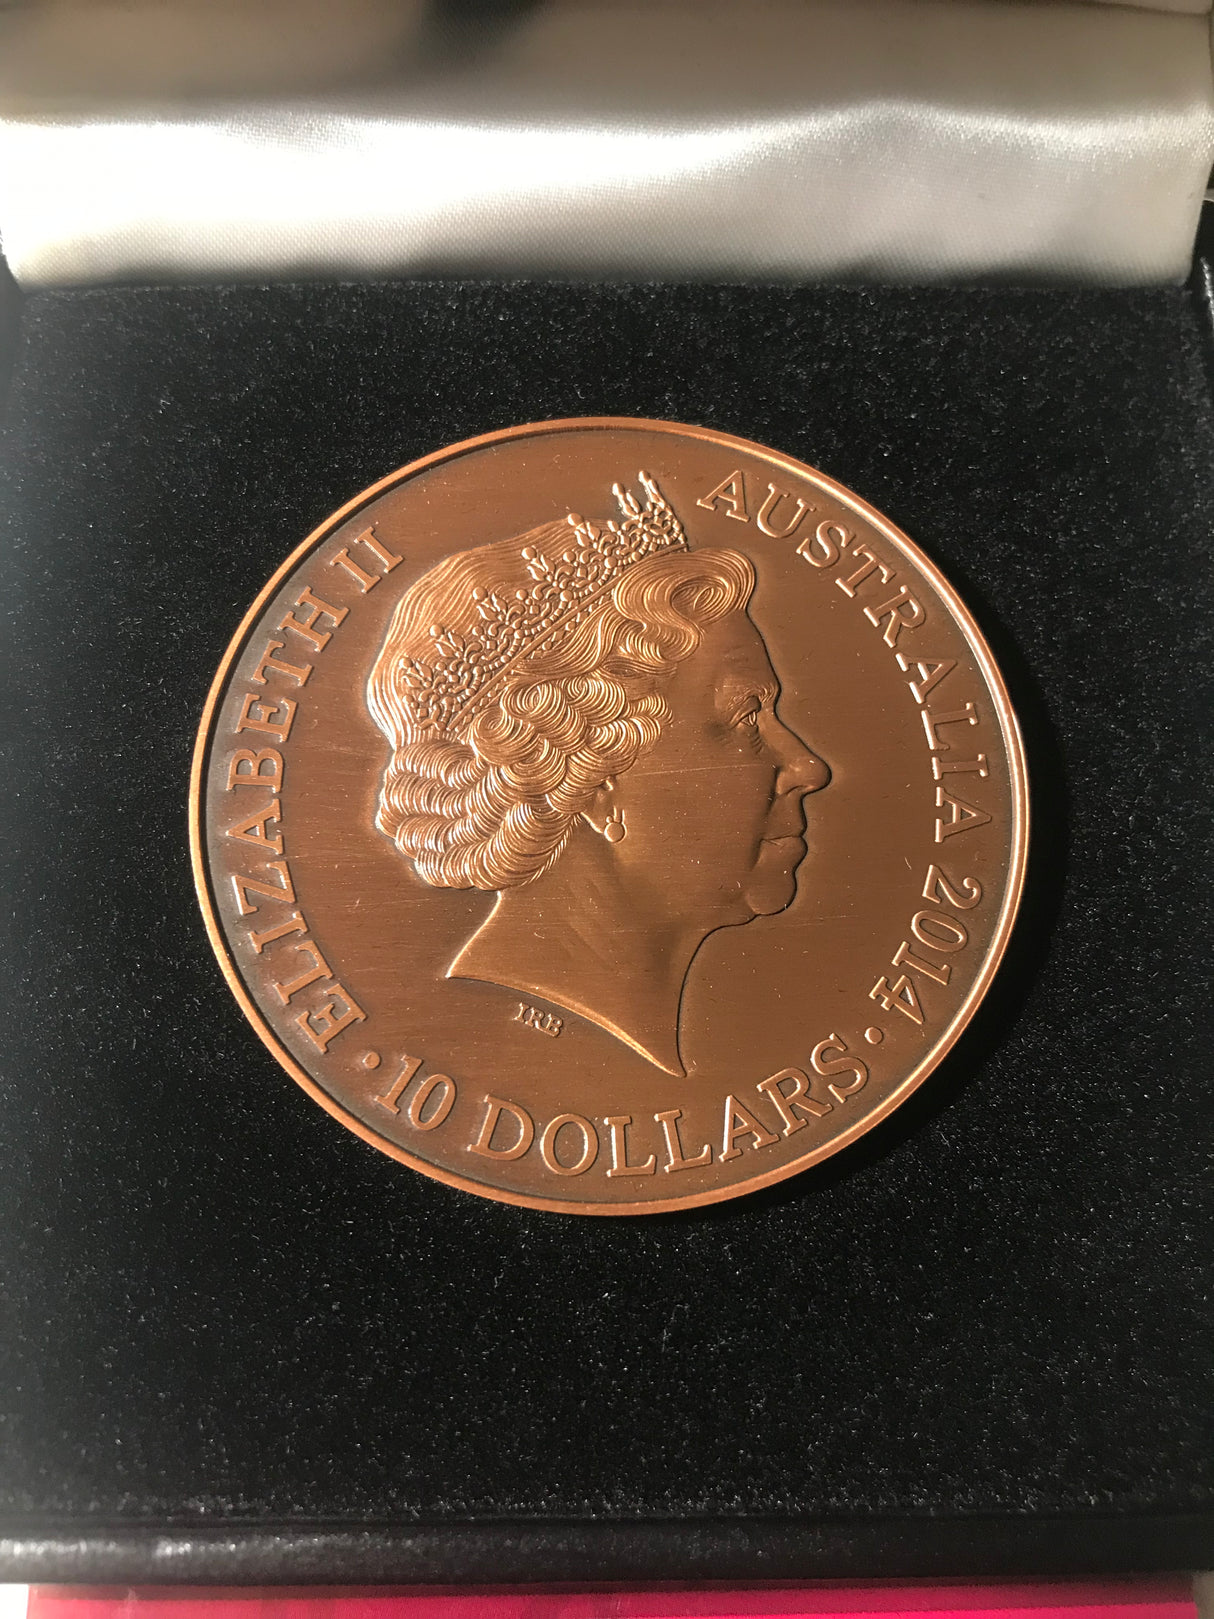 ELIZABETH II
AUSTRALIA 2014
· 10 DOLLARS ·
IRB